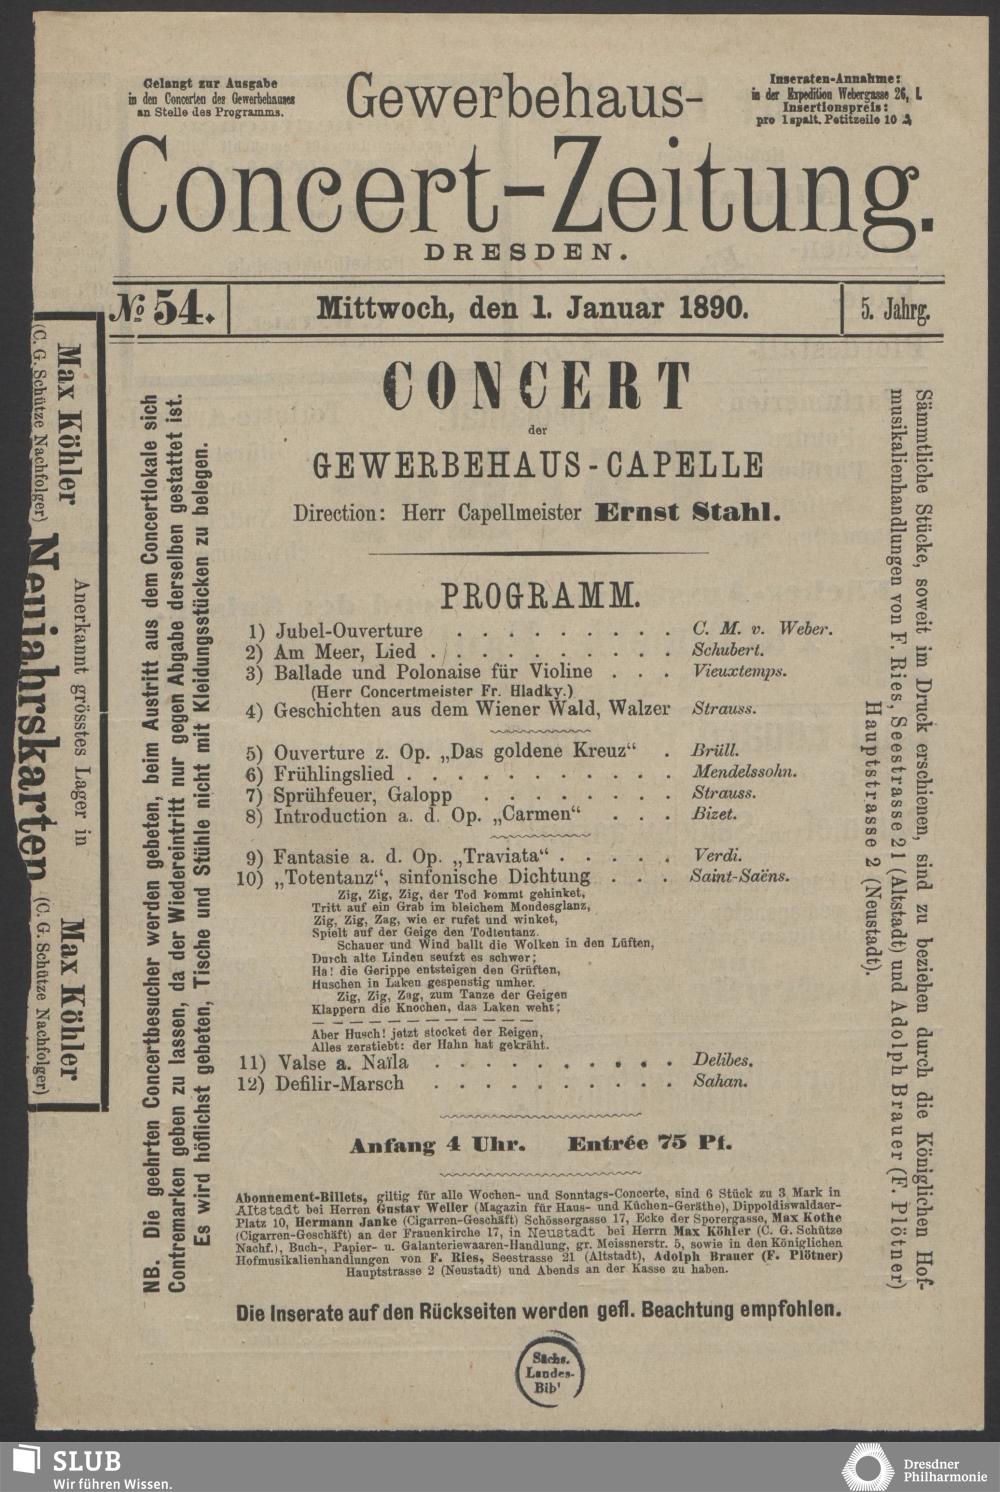 Gelangt zur Ausgabe
in den Concerten des Gewerbehauses
an Stelle des Programms.
Gewerbehaus-
Inseraten-Annahme:
in der Expedition Webergasse 26, I.
Insertionspreis:
pro 1spalt. Petitzeile 10 ₰
Concert-Zeitung.
DRESDEN.
№ 54.
Mittwoch, den 1. Januar 1890.
5. Jahrg.
Max Köhler
(C. G. Schütze Nachfolger)
Anerkannt grösstes Lager in
Neujahrskarten
Max Köhler
(C. G. Schütze Nachfolger)
NB. Die geehrten Concertbesucher werden gebeten, beim Austritt aus dem Concertlokale sich
Contremarken geben zu lassen, da der Wiedereintritt nur gegen Abgabe derselben gestattet ist.
Es wird höflichst gebeten, Tische und Stühle nicht mit Kleidungsstücken zu belegen.
CONCERT
der
GEWERBEHAUS-CAPELLE
Direction: Herr Capellmeister Ernst Stahl.
PROGRAMM.
1) Jubel-Ouverture . . . . . . . . . C. M. v. Weber.
2) Am Meer, Lied . . . . . . . . . . Schubert.
3) Ballade und Polonaise für Violine . . . Vieuxtemps.
(Herr Concertmeister Fr. Hladky.)
4) Geschichten aus dem Wiener Wald, Walzer Strauss.
5) Ouverture z. Op. „Das goldene Kreuz“ . Brüll.
6) Frühlingslied . . . . . . . . . . . Mendelssohn.
7) Sprühfeuer, Galopp . . . . . . . . Strauss.
8) Introduction a. d. Op. „Carmen“ . . . Bizet.
9) Fantasie a. d. Op. „Traviata“ . . . . . Verdi.
10) „Totentanz“, sinfonische Dichtung . . . Saint-Saëns.
Zig, Zig, Zig, der Tod kommt gehinket,
Tritt auf ein Grab im bleichem Mondesglanz,
Zig, Zig, Zag, wie er rufet und winket,
Spielt auf der Geige den Todtentanz.
Schauer und Wind ballt die Wolken in den Lüften,
Durch alte Linden seufzt es schwer;
Ha! die Gerippe entsteigen den Grüften,
Huschen in Laken gespenstig umher.
Zig, Zig, Zag, zum Tanze der Geigen
Klappern die Knochen, das Laken weht;
— — — — — — — — — — — — —
Aber Husch! jetzt stocket der Reigen,
Alles zerstiebt: der Hahn hat gekräht.
11) Valse a. Naïla . . . . . . . . . . Delibes.
12) Defilir-Marsch . . . . . . . . . . Sahan.
Anfang 4 Uhr. Entrée 75 Pf.
Abonnement-Billets, giltig für alle Wochen- und Sonntags-Concerte, sind 6 Stück zu 3 Mark in
Altstadt bei Herren Gustav Weller (Magazin für Haus- und Küchen-Geräthe), Dippoldiswaldaer-
Platz 10, Hermann Janke (Cigarren-Geschäft) Schössergasse 17, Ecke der Sporergasse, Max Kothe
(Cigarren-Geschäft) an der Frauenkirche 17, in Neustadt bei Herrn Max Köhler (C. G. Schütze
Nachf.), Buch-, Papier- u. Galanteriewaaren-Handlung, gr. Meissnerstr. 5, sowie in den Königlichen
Hofmusikalienhandlungen von F. Ries, Seestrasse 21 (Altstadt), Adolph Brauer (F. Plötner)
Hauptstrasse 2 (Neustadt) und Abends an der Kasse zu haben.
Die Inserate auf den Rückseiten werden gefl. Beachtung empfohlen.
Sämmtliche Stücke, soweit im Druck erschienen, sind zu beziehen durch die Königlichen Hof-
musikalienhandlungen von F. Ries, Seestrasse 21 (Altstadt) und Adolph Brauer (F. Plötner)
Hauptstrasse 2 (Neustadt).
Sächs.
Landes-
Bibl
SLUB
Wir führen Wissen.
Dresdner
Philharmonie